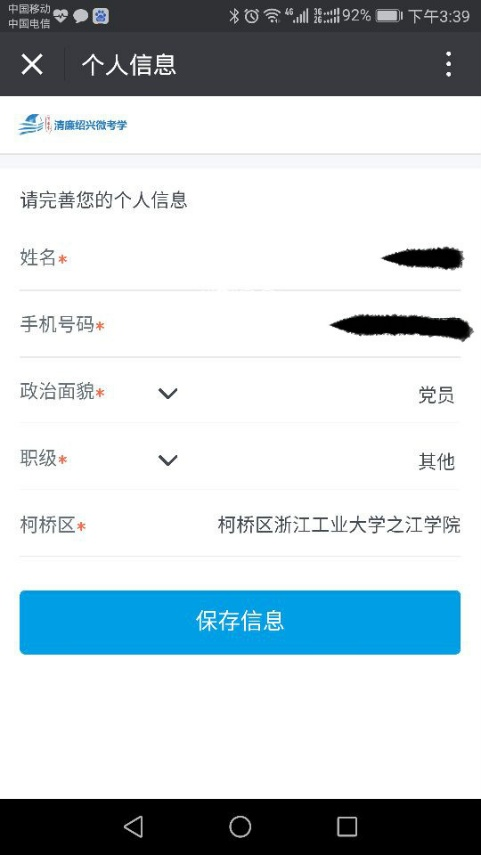 中国移动
中国电信
92%
下午3:39
个人信息
清廉绍兴微考学
请完善您的个人信息
姓名*
手机号码*
政治面貌*
党员
职级*
其他
柯桥区*
柯桥区浙江工业大学之江学院
保存信息